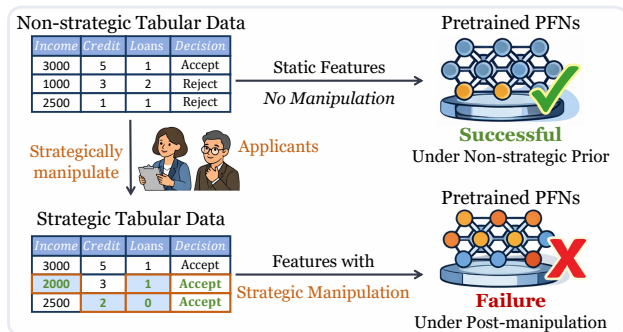 Non-strategic Tabular Data
Income Credit Loans Decision
3000 5 1 Accept
1000 3 2 Reject
2500 1 1 Reject
Static Features
No Manipulation
Pretrained PFNs
Successful
Under Non-strategic Prior
Strategically
manipulate
Applicants
Strategic Tabular Data
Income Credit Loans Decision
3000 5 1 Accept
2000 3 1 Accept
2500 2 0 Accept
Features with
Strategic Manipulation
Pretrained PFNs
Failure
Under Post-manipulation